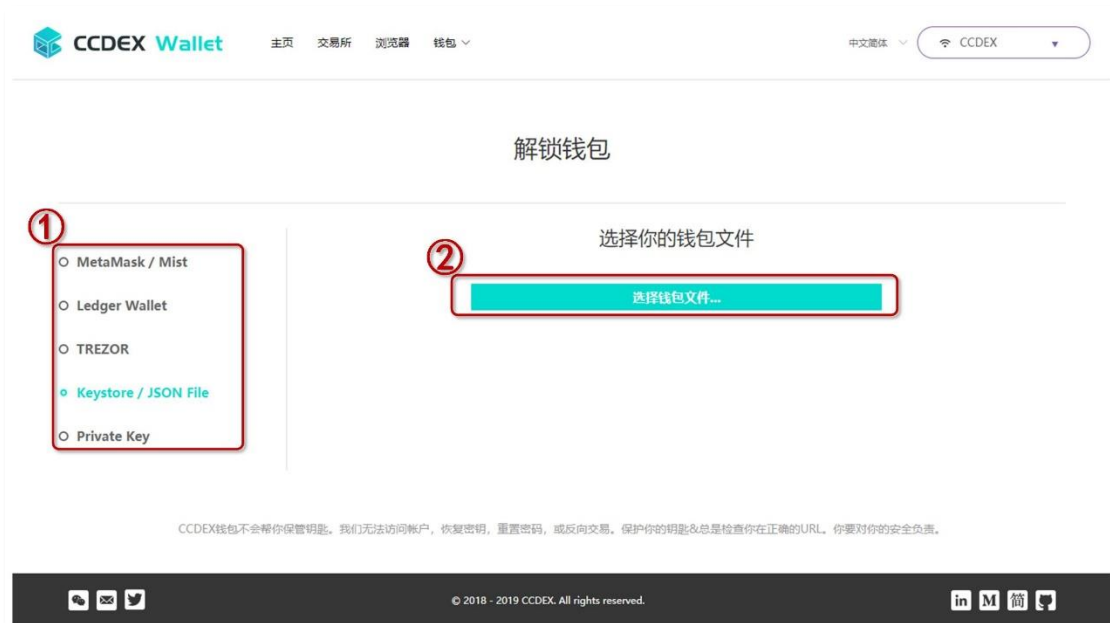 CCDEX Wallet 主页 交易所 浏览器 钱包 中文简体 CCDEX
解锁钱包
①
选择你的钱包文件
②
MetaMask / Mist
选择钱包文件...
Ledger Wallet
TREZOR
Keystore / JSON File
Private Key
CCDEX钱包不会帮你保管钥匙。我们无法访问帐户，恢复密钥，重置密码，或反向交易。保护你的钥匙&总是检查你在正确的URL。你要对你的安全负责。
© 2018 - 2019 CCDEX. All rights reserved.
in M 简